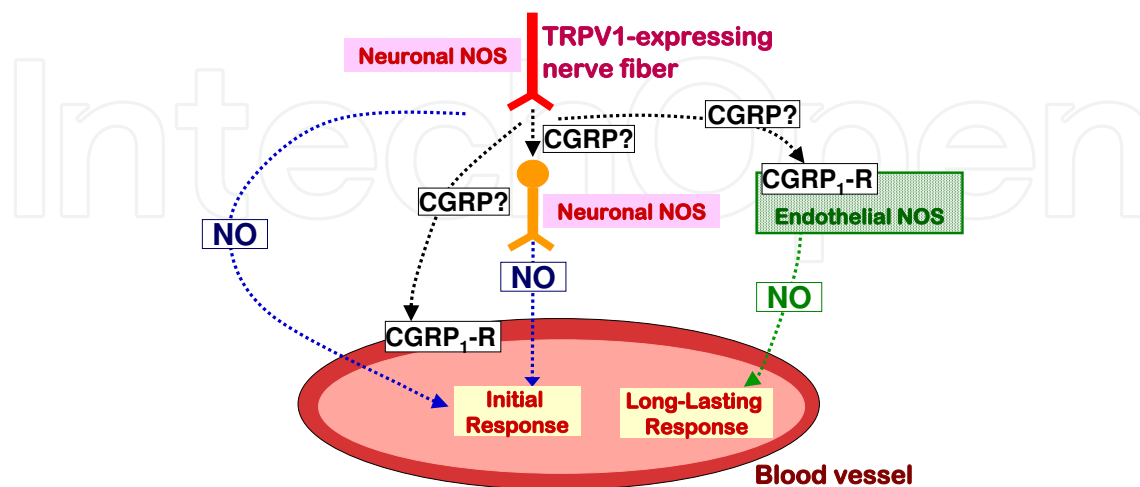 IntechOpen
Neuronal NOS
TRPV1-expressing
nerve fiber
CGRP?
CGRP?
CGRP?
CGRP₁-R
Endothelial NOS
Neuronal NOS
NO
NO
NO
CGRP₁-R
Initial
Response
Long-Lasting
Response
Blood vessel